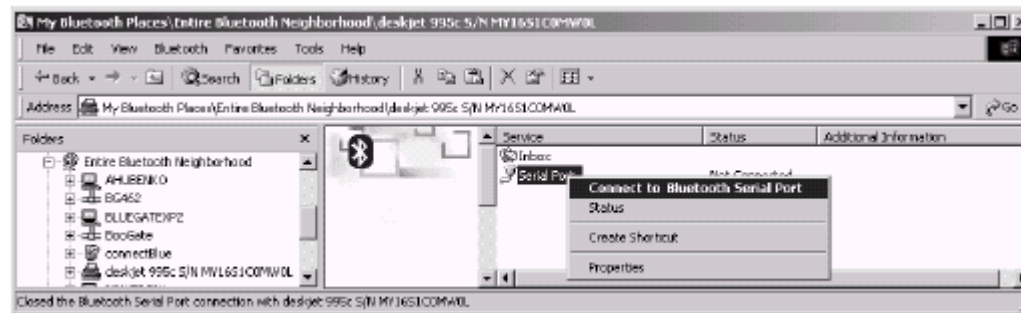 My Bluetooth Places\Entire Bluetooth Neighborhood\deskjet 995c S/N MY16S1C0MW0L
File Edit View Bluetooth Favorites Tools Help
Back Search Folders History
Address My Bluetooth Places\Entire Bluetooth Neighborhood\deskjet 995c S/N MY16S1C0MW0L Go
Folders × Service Status Additional Information
Entire Bluetooth Neighborhood Inbox
AHUBENKO Serial Port Not Connected
BG462 Connect to Bluetooth Serial Port
BLUEGATEXP2 Status
BooGate Create Shortcut
connectBlue
deskjet 995c S/N MY16S1C0MW0L Properties
Closed the Bluetooth Serial Port connection with deskjet 995c S/N MY16S1C0MW0L.